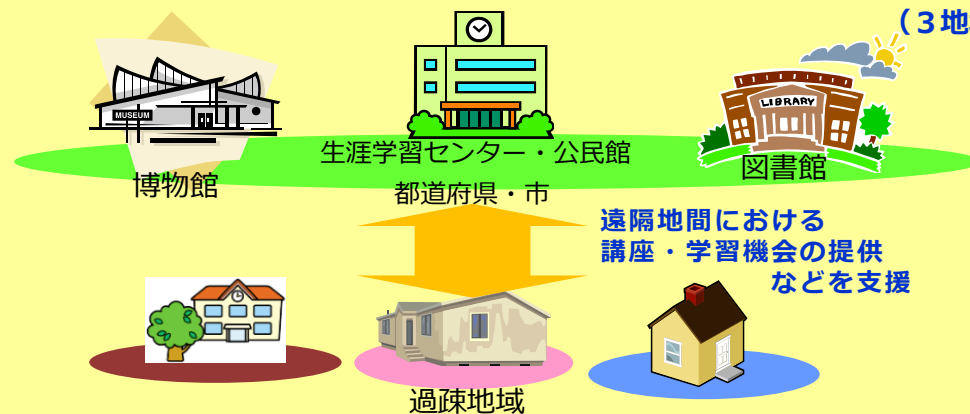 （３地
MUSEUM
LIBRARY
生涯学習センター・公民館
博物館
図書館
都道府県・市
遠隔地間における
講座・学習機会の提供
などを支援
過疎地域